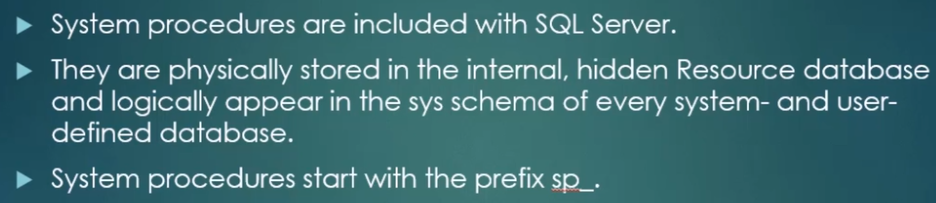 System procedures are included with SQL Server.
They are physically stored in the internal, hidden Resource database
and logically appear in the sys schema of every system- and user-
defined database.
System procedures start with the prefix sp_.